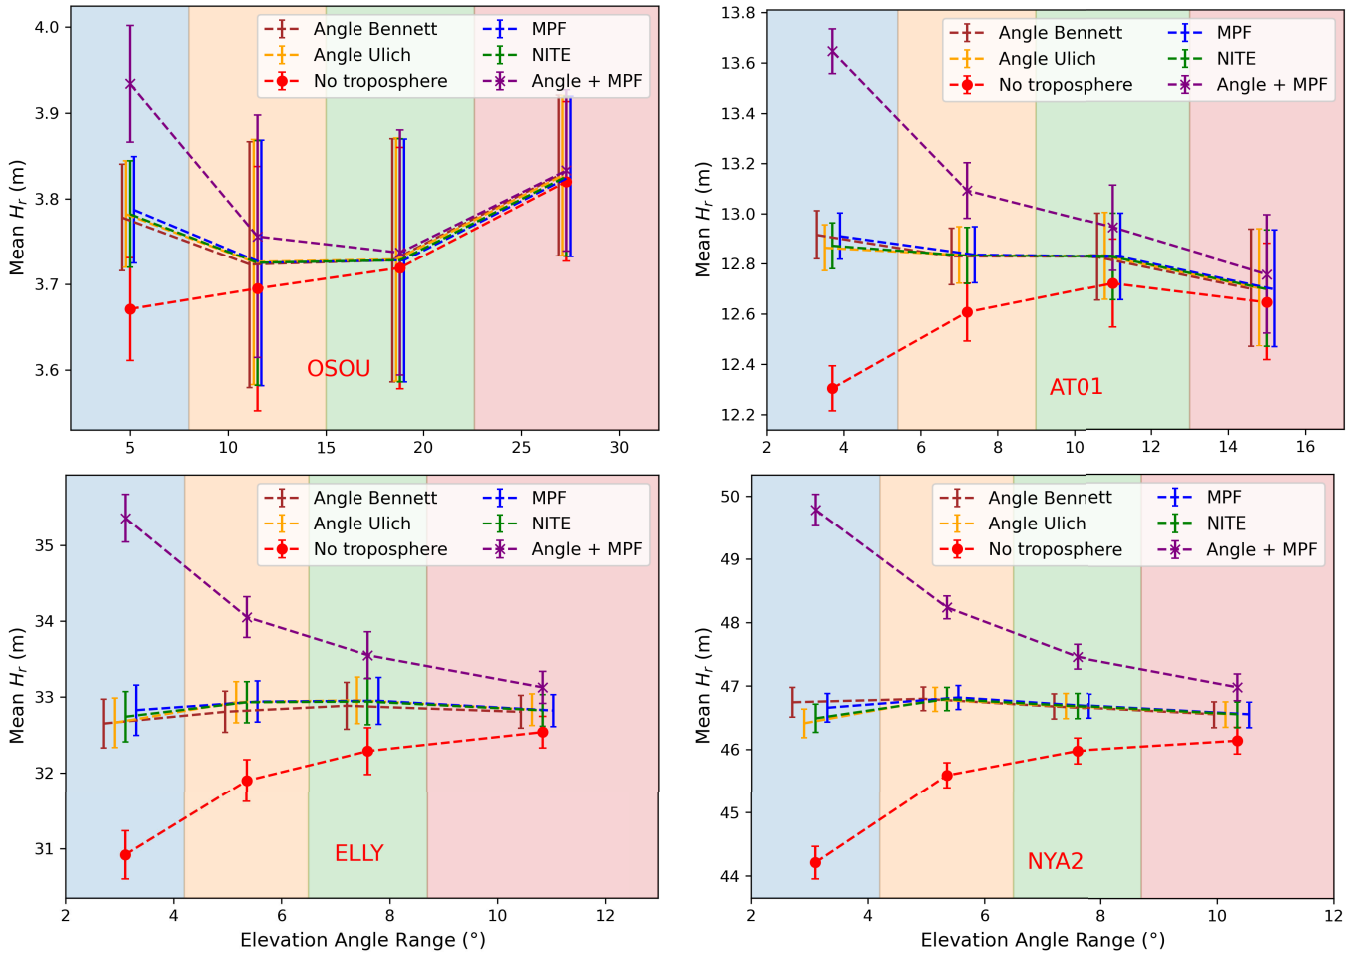 4.0
3.9
3.8
3.7
3.6
Mean Hr (m)
Angle Bennett
Angle Ulich
No troposphere
MPF
NITE
Angle + MPF
OSOU
5 10 15 20 25 30
13.8
13.6
13.4
13.2
13.0
12.8
12.6
12.4
12.2
Mean Hr (m)
Angle Bennett
Angle Ulich
No troposphere
MPF
NITE
Angle + MPF
AT01
2 4 6 8 10 12 14 16
35
34
33
32
31
Mean Hr (m)
Angle Bennett
Angle Ulich
No troposphere
MPF
NITE
Angle + MPF
ELLY
2 4 6 8 10 12
Elevation Angle Range (°)
50
49
48
47
46
45
44
Mean Hr (m)
Angle Bennett
Angle Ulich
No troposphere
MPF
NITE
Angle + MPF
NYA2
2 4 6 8 10 12
Elevation Angle Range (°)